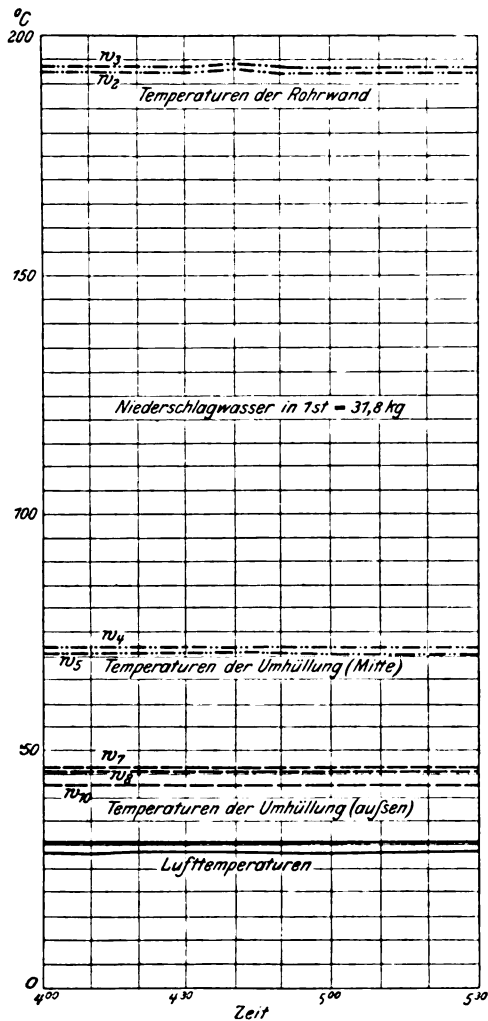 °C
200
w₃
w₂
Temperaturen der Rohrwand
150
Niederschlagwasser in 1st = 31,8 kg
100
w₄
w₅ Temperaturen der Umhüllung (Mitte)
50
w₇
w₈
w₁₀
Temperaturen der Umhüllung (außen)
Lufttemperaturen
0
4⁰⁰ 4³⁰ 5⁰⁰ 5³⁰
Zeit